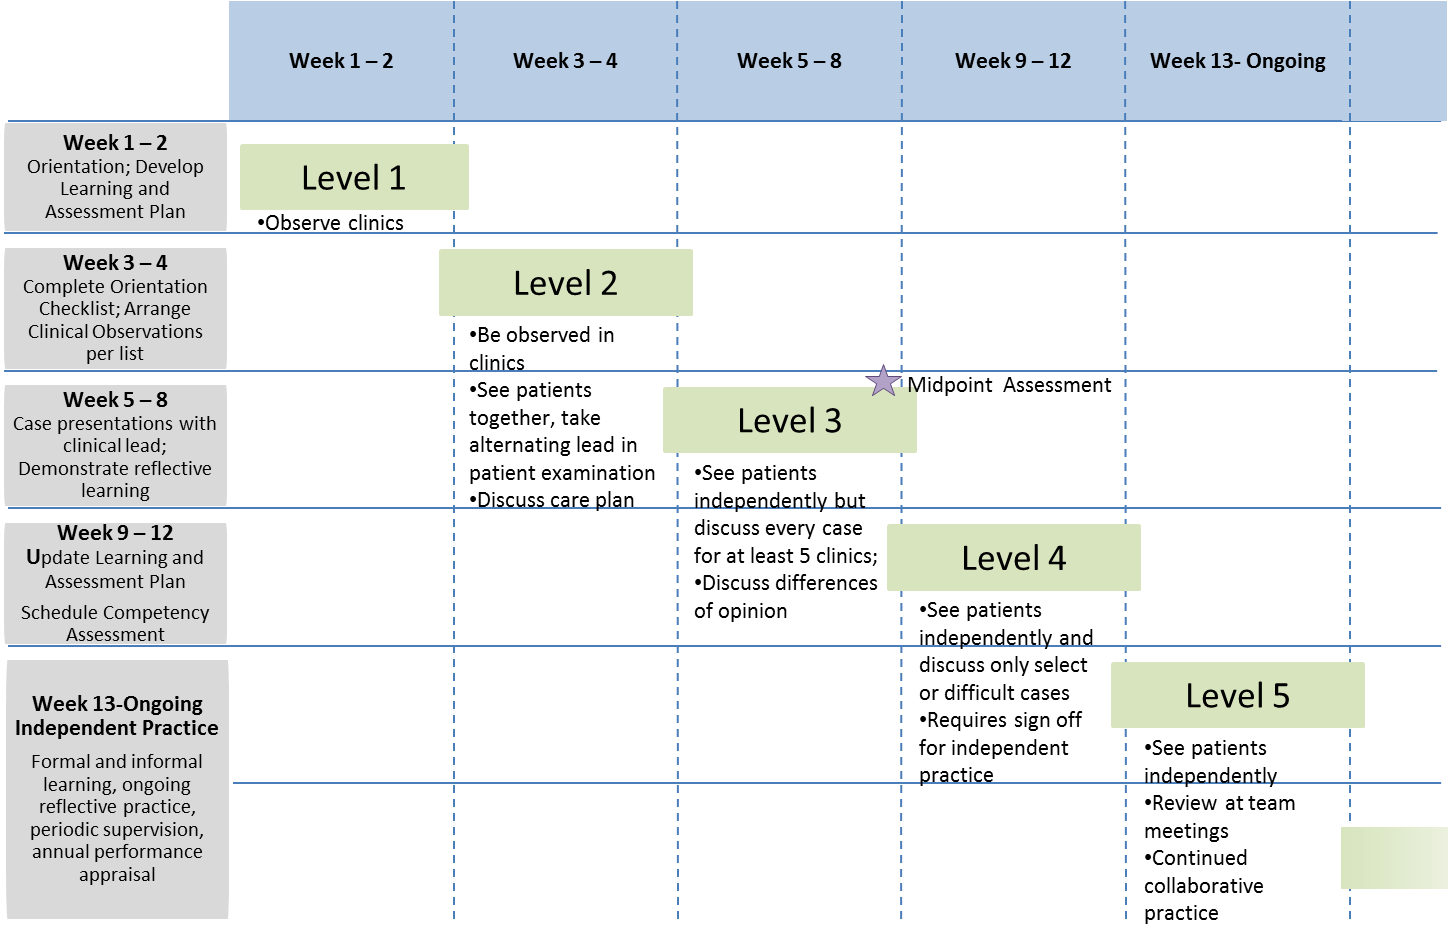 Week 1 – 2
Week 3 – 4
Week 5 – 8
Week 9 – 12
Week 13- Ongoing
Week 1 – 2
Orientation; Develop
Learning and
Assessment Plan
Level 1
•Observe clinics
Week 3 – 4
Complete Orientation
Checklist; Arrange
Clinical Observations
per list
Level 2
•Be observed in
clinics
•See patients
together, take
alternating lead in
patient examination
•Discuss care plan
Midpoint Assessment
Week 5 – 8
Case presentations with
clinical lead;
Demonstrate reflective
learning
Level 3
•See patients
independently but
discuss every case
for at least 5 clinics;
•Discuss differences
of opinion
Week 9 – 12
Update Learning and
Assessment Plan
Schedule Competency
Assessment
Level 4
•See patients
independently and
discuss only select
or difficult cases
•Requires sign off
for independent
practice
Week 13-Ongoing
Independent Practice
Formal and informal
learning, ongoing
reflective practice,
periodic supervision,
annual performance
appraisal
Level 5
•See patients
independently
•Review at team
meetings
•Continued
collaborative
practice